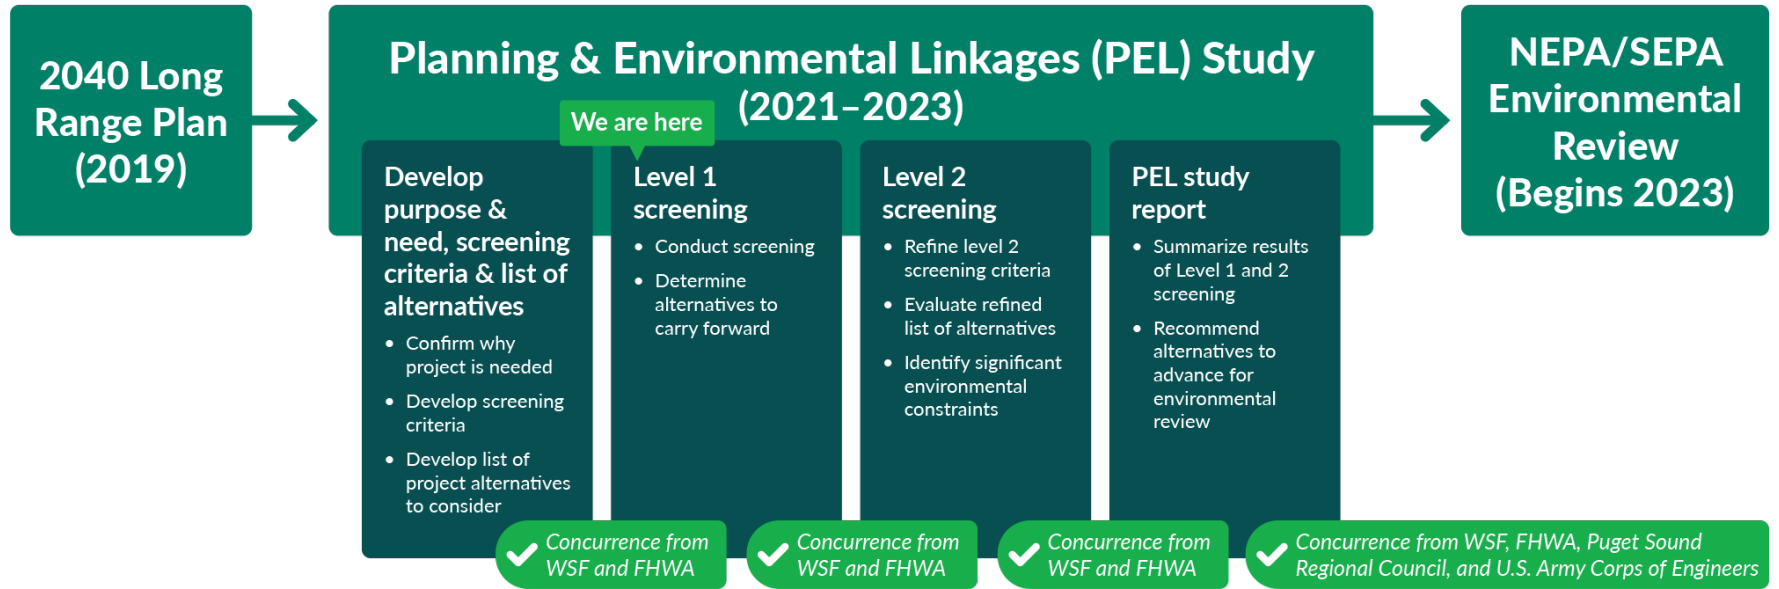 2040 Long
Range Plan
(2019)
Planning & Environmental Linkages (PEL) Study
(2021–2023)
We are here
Develop
purpose &
need, screening
criteria & list of
alternatives
• Confirm why
project is needed
• Develop screening
criteria
• Develop list of
project alternatives
to consider
Concurrence from
WSF and FHWA
Level 1
screening
• Conduct screening
• Determine
alternatives to
carry forward
Concurrence from
WSF and FHWA
Level 2
screening
• Refine level 2
screening criteria
• Evaluate refined
list of alternatives
• Identify significant
environmental
constraints
Concurrence from
WSF and FHWA
PEL study
report
• Summarize results
of Level 1 and 2
screening
• Recommend
alternatives to
advance for
environmental
review
Concurrence from WSF, FHWA, Puget Sound
Regional Council, and U.S. Army Corps of Engineers
NEPA/SEPA
Environmental
Review
(Begins 2023)